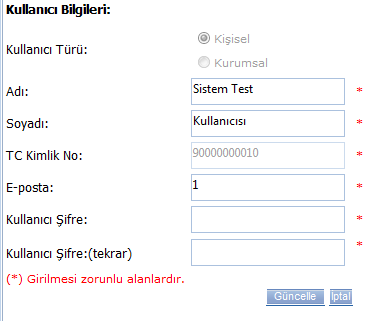 Kullanıcı Bilgileri:
Kullanıcı Türü:
Kişisel
Kurumsal
Adı: Sistem Test *
Soyadı: Kullanıcısı *
TC Kimlik No: 90000000010 *
E-posta: 1 *
Kullanıcı Şifre: *
Kullanıcı Şifre:(tekrar) *
(*) Girilmesi zorunlu alanlardır.
Güncelle İptal